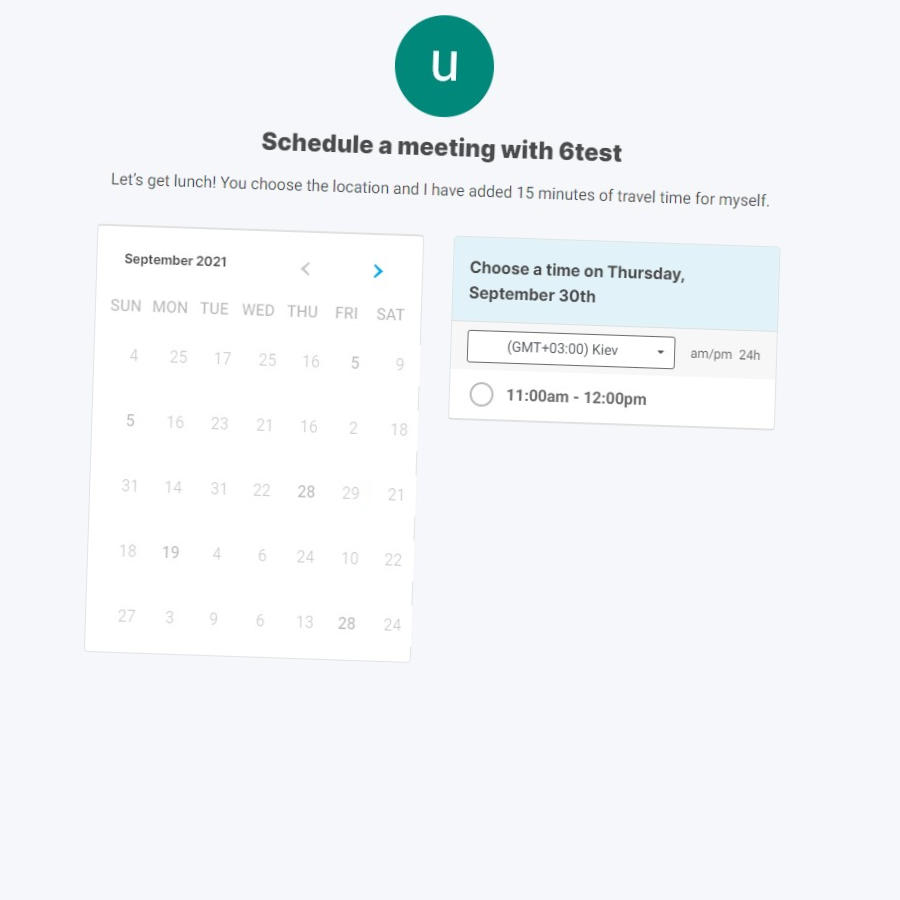 u
Schedule a meeting with 6test
Let's get lunch! You choose the location and I have added 15 minutes of travel time for myself.
September 2021
SUN MON TUE WED THU FRI SAT
4 25 17 25 16 5 9
5 16 23 21 16 2 18
31 14 31 22 28 29 21
18 19 4 6 24 10 22
27 3 9 6 13 28 24
Choose a time on Thursday,
September 30th
(GMT+03:00) Kiev am/pm 24h
11:00am - 12:00pm